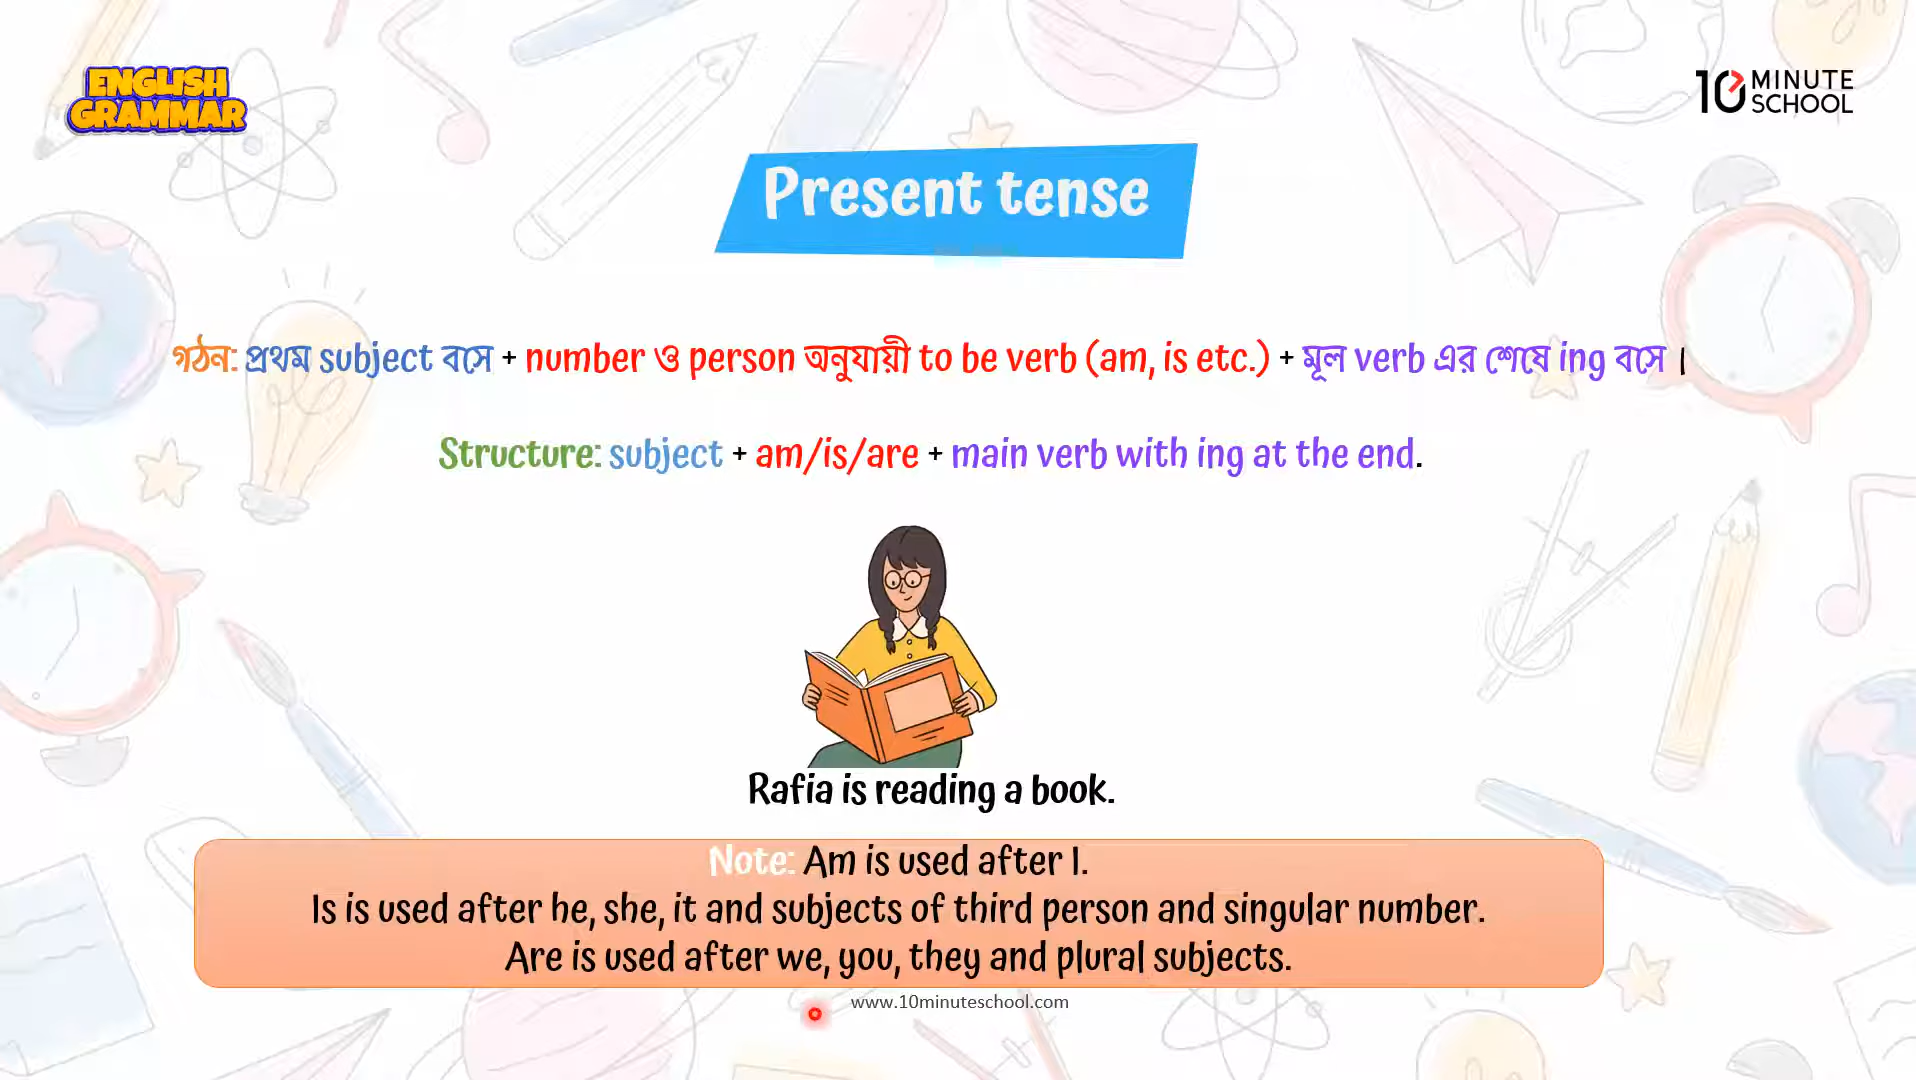 ENGLISH
GRAMMAR
10 MINUTE
SCHOOL
Present tense
গঠন: প্রথম subject বসে + number ও person অনুযায়ী to be verb (am, is etc.) + মূল verb এর শেষে ing বসে ।
Structure: subject + am/is/are + main verb with ing at the end.
Rafia is reading a book.
Note: Am is used after I.
Is is used after he, she, it and subjects of third person and singular number.
Are is used after we, you, they and plural subjects.
www.10minuteschool.com